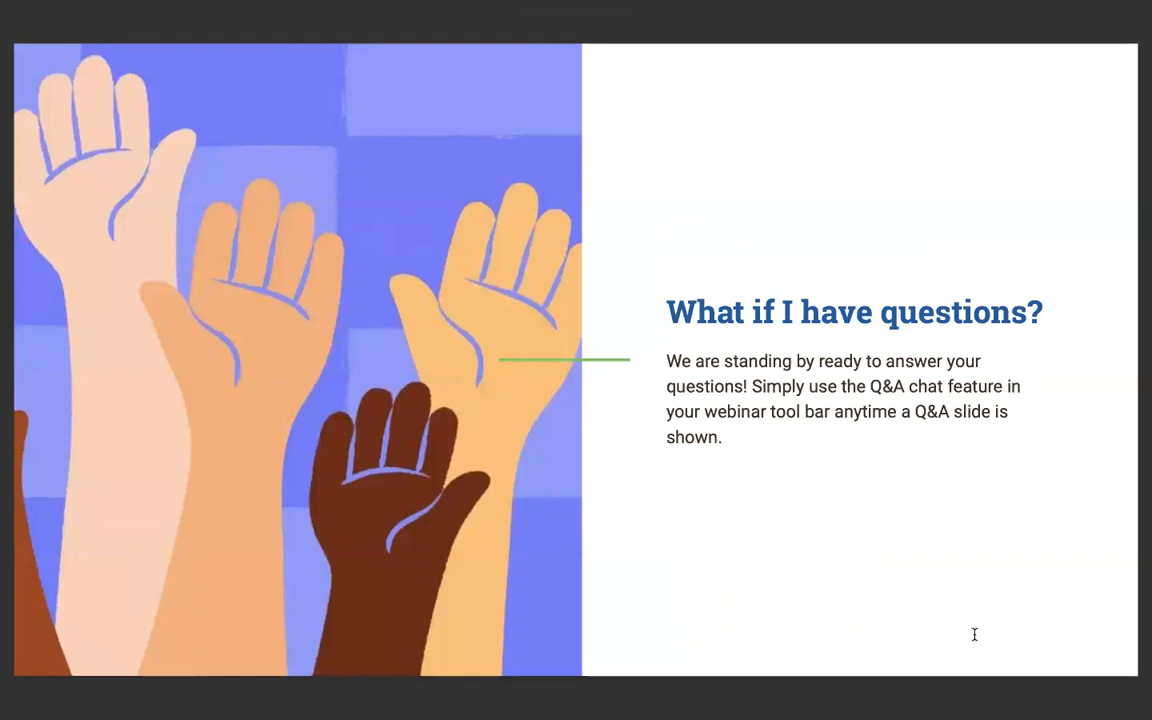 What if I have questions?
We are standing by ready to answer your
questions! Simply use the Q&A chat feature in
your webinar tool bar anytime a Q&A slide is
shown.